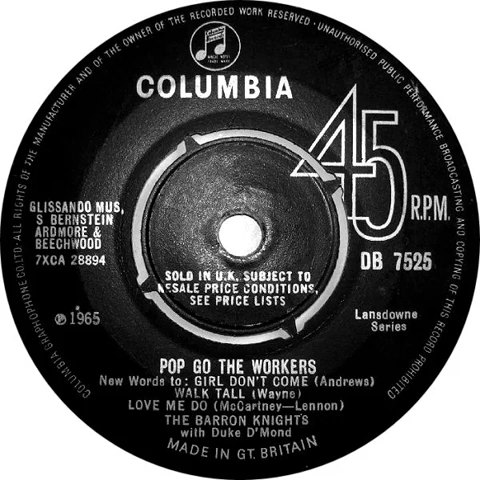 MANUFACTURER AND OF THE OWNER OF THE RECORDED WORK RESERVED · UNAUTHORISED PUBLIC PERFORMANCE BROADCASTING AND COPYING OF THIS RECORD PROHIBITED
COLUMBIA GRAPHOPHONE CO. LTD. ALL RIGHTS OF THE
COLUMBIA
45
R.P.M.
GLISSANDO MUS,
S BERNSTEIN
ARDMORE &
BEECHWOOD
7XCA 28894
DB 7525
SOLD IN U.K. SUBJECT TO
RESALE PRICE CONDITIONS,
SEE PRICE LISTS
℗ 1965
Lansdowne
Series
POP GO THE WORKERS
New Words to: GIRL DON'T COME (Andrews)
WALK TALL (Wayne)
LOVE ME DO (McCartney—Lennon)
THE BARRON KNIGHTS
with Duke D'Mond
MADE IN GT. BRITAIN